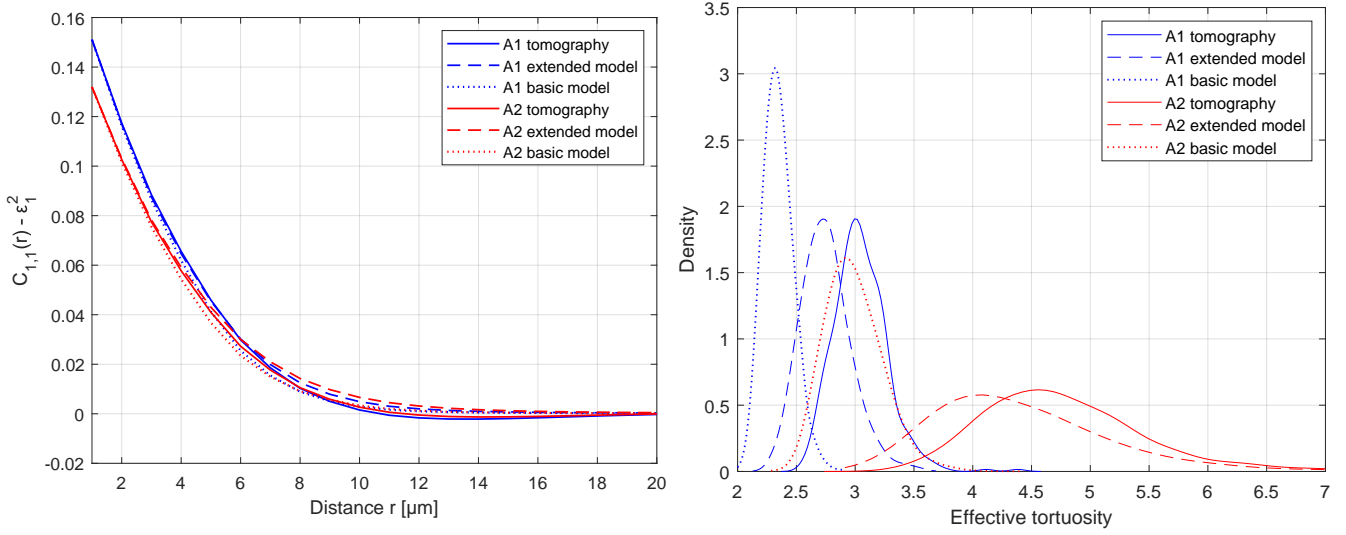 0.16
0.14
0.12
0.1
0.08
0.06
0.04
0.02
0
-0.02
C1,1(r) - ε₁²
2 4 6 8 10 12 14 16 18 20
Distance r [µm]
A1 tomography
A1 extended model
A1 basic model
A2 tomography
A2 extended model
A2 basic model
3.5
3
2.5
2
1.5
1
0.5
0
Density
2 2.5 3 3.5 4 4.5 5 5.5 6 6.5 7
Effective tortuosity
A1 tomography
A1 extended model
A1 basic model
A2 tomography
A2 extended model
A2 basic model